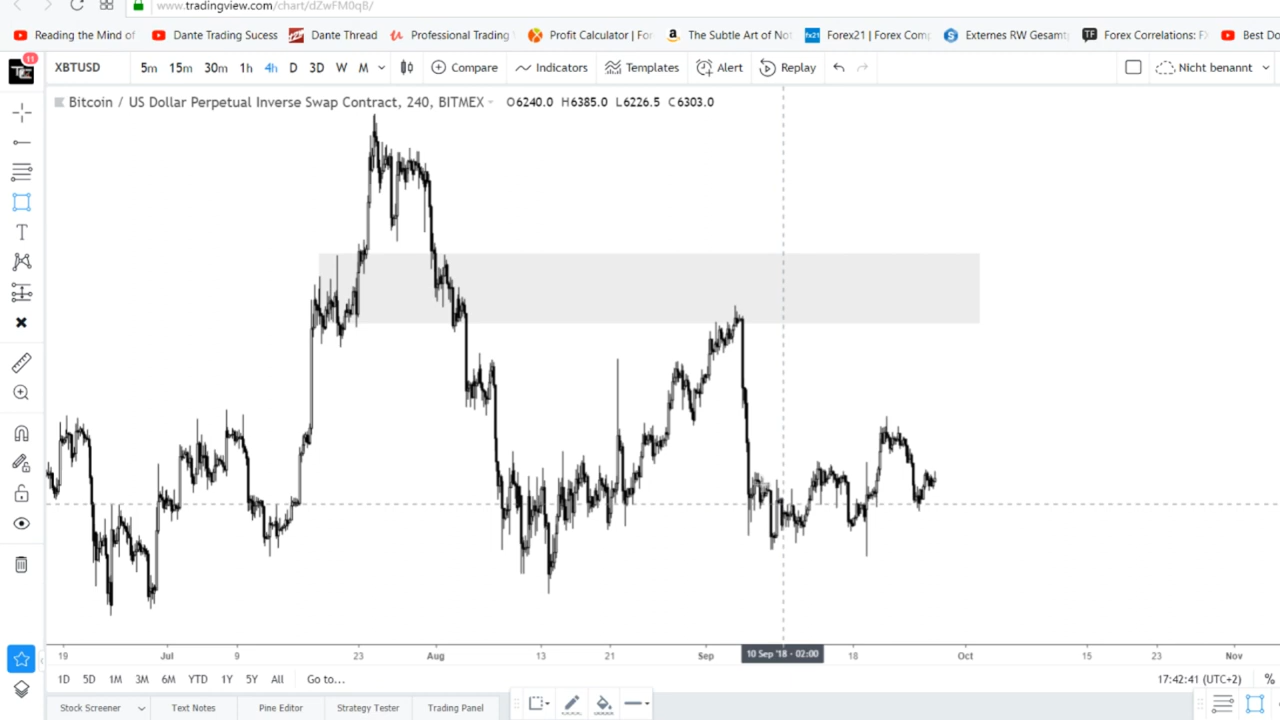 www.tradingview.com/chart/dZwFM0qB/
Reading the Mind of Dante Trading Sucess Dante Thread Professional Trading Profit Calculator | For The Subtle Art of Not fx21 Forex21 | Forex Comp Externes RW Gesamt TF Forex Correlations: FX Best Do
11 XBTUSD 5m 15m 30m 1h 4h D 3D W M Compare Indicators Templates Alert Replay Nicht benannt
Bitcoin / US Dollar Perpetual Inverse Swap Contract, 240, BITMEX O6240.0 H6385.0 L6226.5 C6303.0
T
19 Jul 9 23 Aug 13 21 Sep 10 Sep '18 - 02:00 18 Oct 15 23 Nov
1D 5D 1M 3M 6M YTD 1Y 5Y All Go to... 17:42:41 (UTC+2) %
Stock Screener Text Notes Pine Editor Strategy Tester Trading Panel